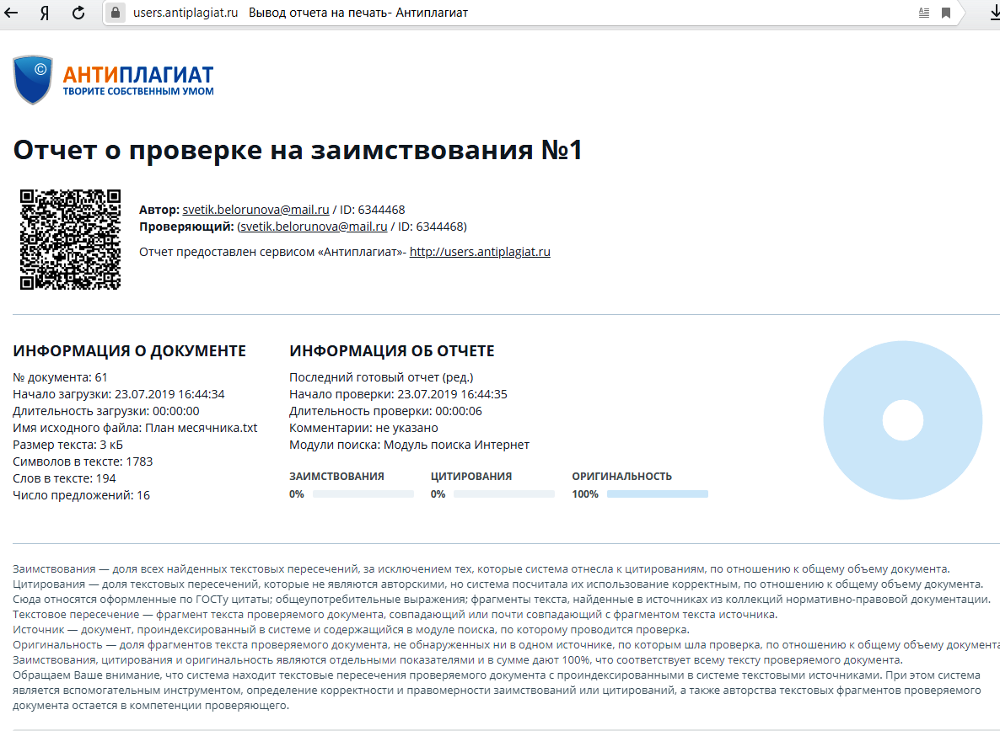 users.antiplagiat.ru Вывод отчета на печать- Антиплагиат
©
АНТИПЛАГИАТ
ТВОРИТЕ СОБСТВЕННЫМ УМОМ
Отчет о проверке на заимствования №1
Автор: svetik.belorunova@mail.ru / ID: 6344468
Проверяющий: (svetik.belorunova@mail.ru / ID: 6344468)
Отчет предоставлен сервисом «Антиплагиат»- http://users.antiplagiat.ru
ИНФОРМАЦИЯ О ДОКУМЕНТЕ
№ документа: 61
Начало загрузки: 23.07.2019 16:44:34
Длительность загрузки: 00:00:00
Имя исходного файла: План месячника.txt
Размер текста: 3 кБ
Символов в тексте: 1783
Слов в тексте: 194
Число предложений: 16
ИНФОРМАЦИЯ ОБ ОТЧЕТЕ
Последний готовый отчет (ред.)
Начало проверки: 23.07.2019 16:44:35
Длительность проверки: 00:00:06
Комментарии: не указано
Модули поиска: Модуль поиска Интернет
ЗАИМСТВОВАНИЯ
0%
ЦИТИРОВАНИЯ
0%
ОРИГИНАЛЬНОСТЬ
100%
Заимствования — доля всех найденных текстовых пересечений, за исключением тех, которые система отнесла к цитированиям, по отношению к общему объему документа.
Цитирования — доля текстовых пересечений, которые не являются авторскими, но система посчитала их использование корректным, по отношению к общему объему документа.
Сюда относятся оформленные по ГОСТу цитаты; общеупотребительные выражения; фрагменты текста, найденные в источниках из коллекций нормативно-правовой документации.
Текстовое пересечение — фрагмент текста проверяемого документа, совпадающий или почти совпадающий с фрагментом текста источника.
Источник — документ, проиндексированный в системе и содержащийся в модуле поиска, по которому проводится проверка.
Оригинальность — доля фрагментов текста проверяемого документа, не обнаруженных ни в одном источнике, по которым шла проверка, по отношению к общему объему документа
Заимствования, цитирования и оригинальность являются отдельными показателями и в сумме дают 100%, что соответствует всему тексту проверяемого документа.
Обращаем Ваше внимание, что система находит текстовые пересечения проверяемого документа с проиндексированными в системе текстовыми источниками. При этом система
является вспомогательным инструментом, определение корректности и правомерности заимствований или цитирований, а также авторства текстовых фрагментов проверяемого
документа остается в компетенции проверяющего.